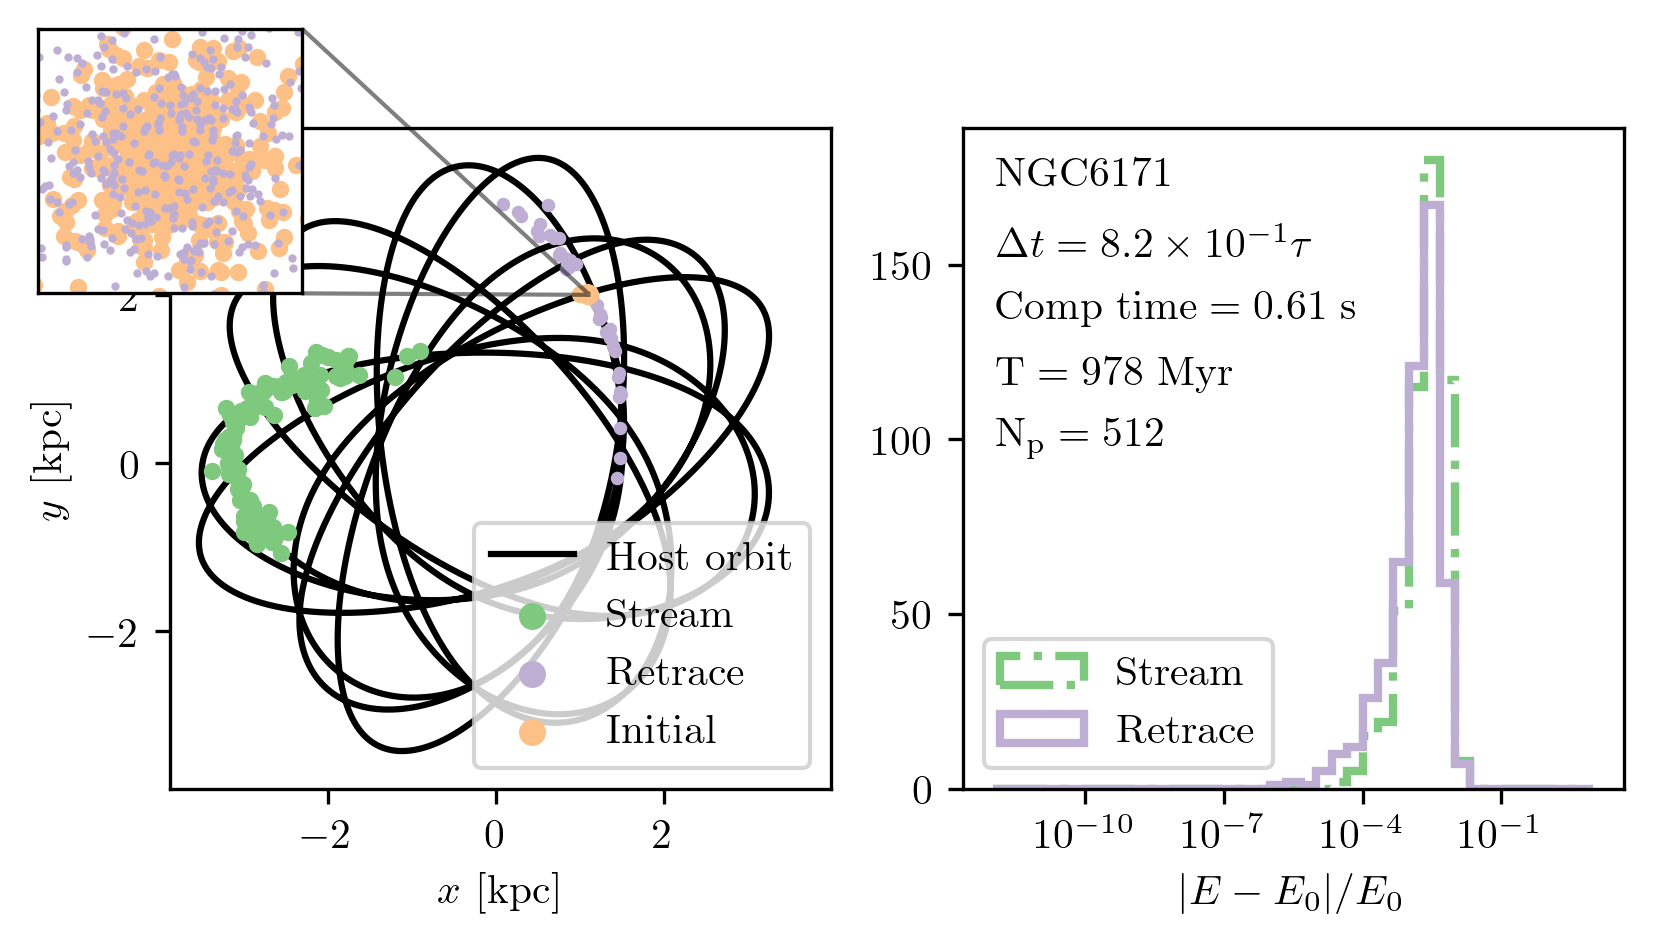 2
0
−2
y [kpc]
−2
0
2
x [kpc]
Host orbit
Stream
Retrace
Initial
NGC6171
Δt = 8.2 × 10⁻¹τ
Comp time = 0.61 s
T = 978 Myr
Nₚ = 512
150
100
50
0
Stream
Retrace
10⁻¹⁰
10⁻⁷
10⁻⁴
10⁻¹
|E − E₀|/E₀